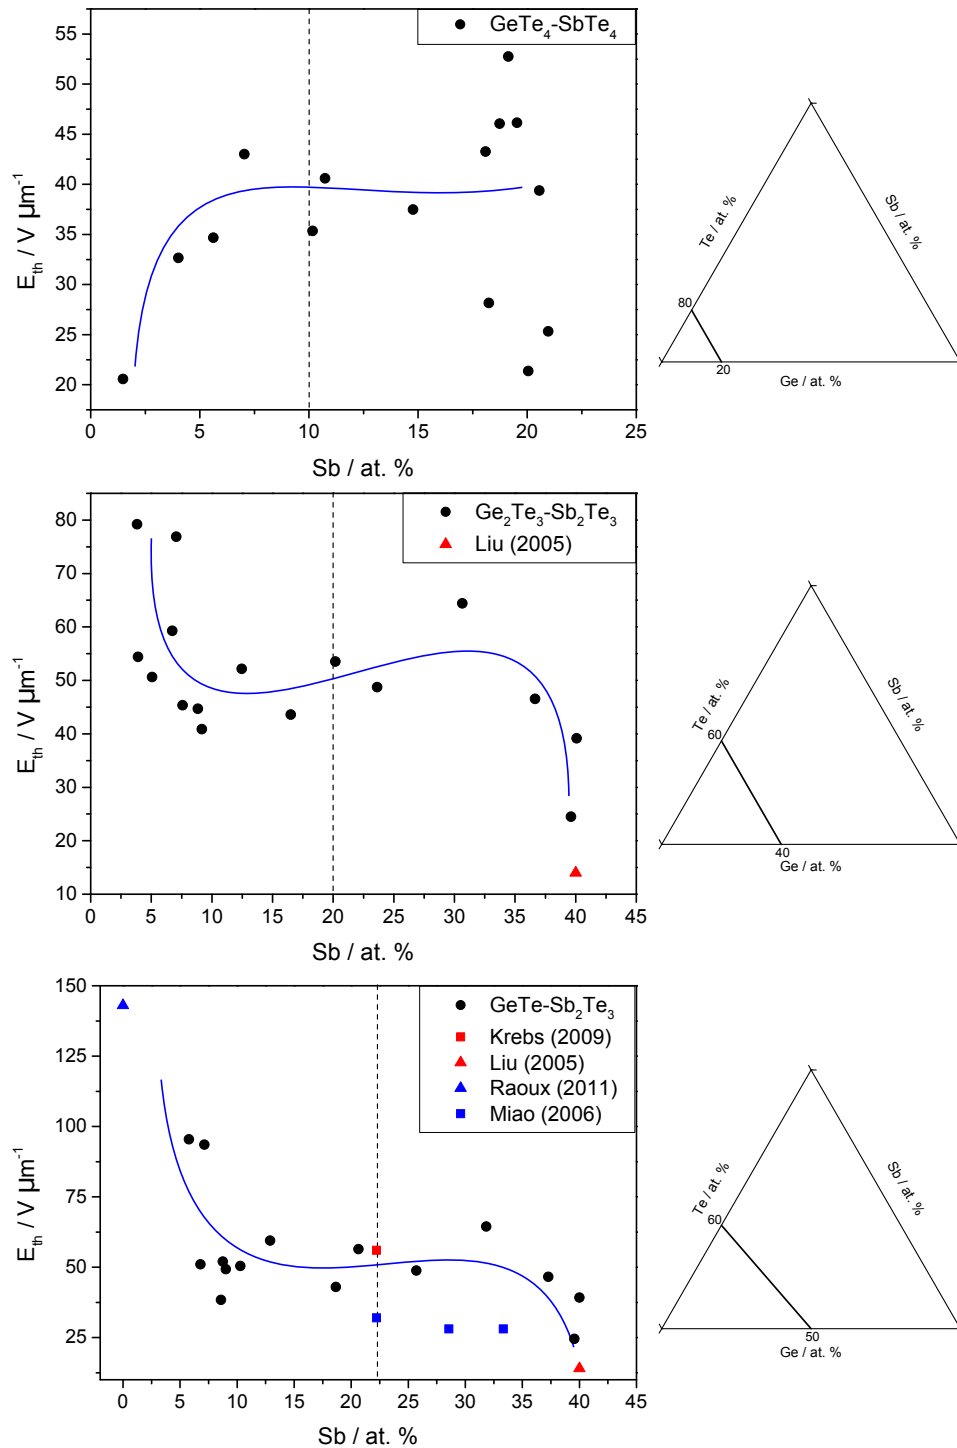 GeTe₄-SbTe₄
55
50
45
40
35
30
25
20
E_th / V µm⁻¹
0 5 10 15 20 25
Sb / at. %
Te / at. %
Sb / at. %
80
20
Ge / at. %
Ge₂Te₃-Sb₂Te₃
Liu (2005)
80
70
60
50
40
30
20
10
E_th / V µm⁻¹
0 5 10 15 20 25 30 35 40 45
Sb / at. %
Te / at. %
Sb / at. %
60
40
Ge / at. %
GeTe-Sb₂Te₃
Krebs (2009)
Liu (2005)
Raoux (2011)
Miao (2006)
150
125
100
75
50
25
E_th / V µm⁻¹
0 5 10 15 20 25 30 35 40 45
Sb / at. %
Te / at. %
Sb / at. %
60
50
Ge / at. %